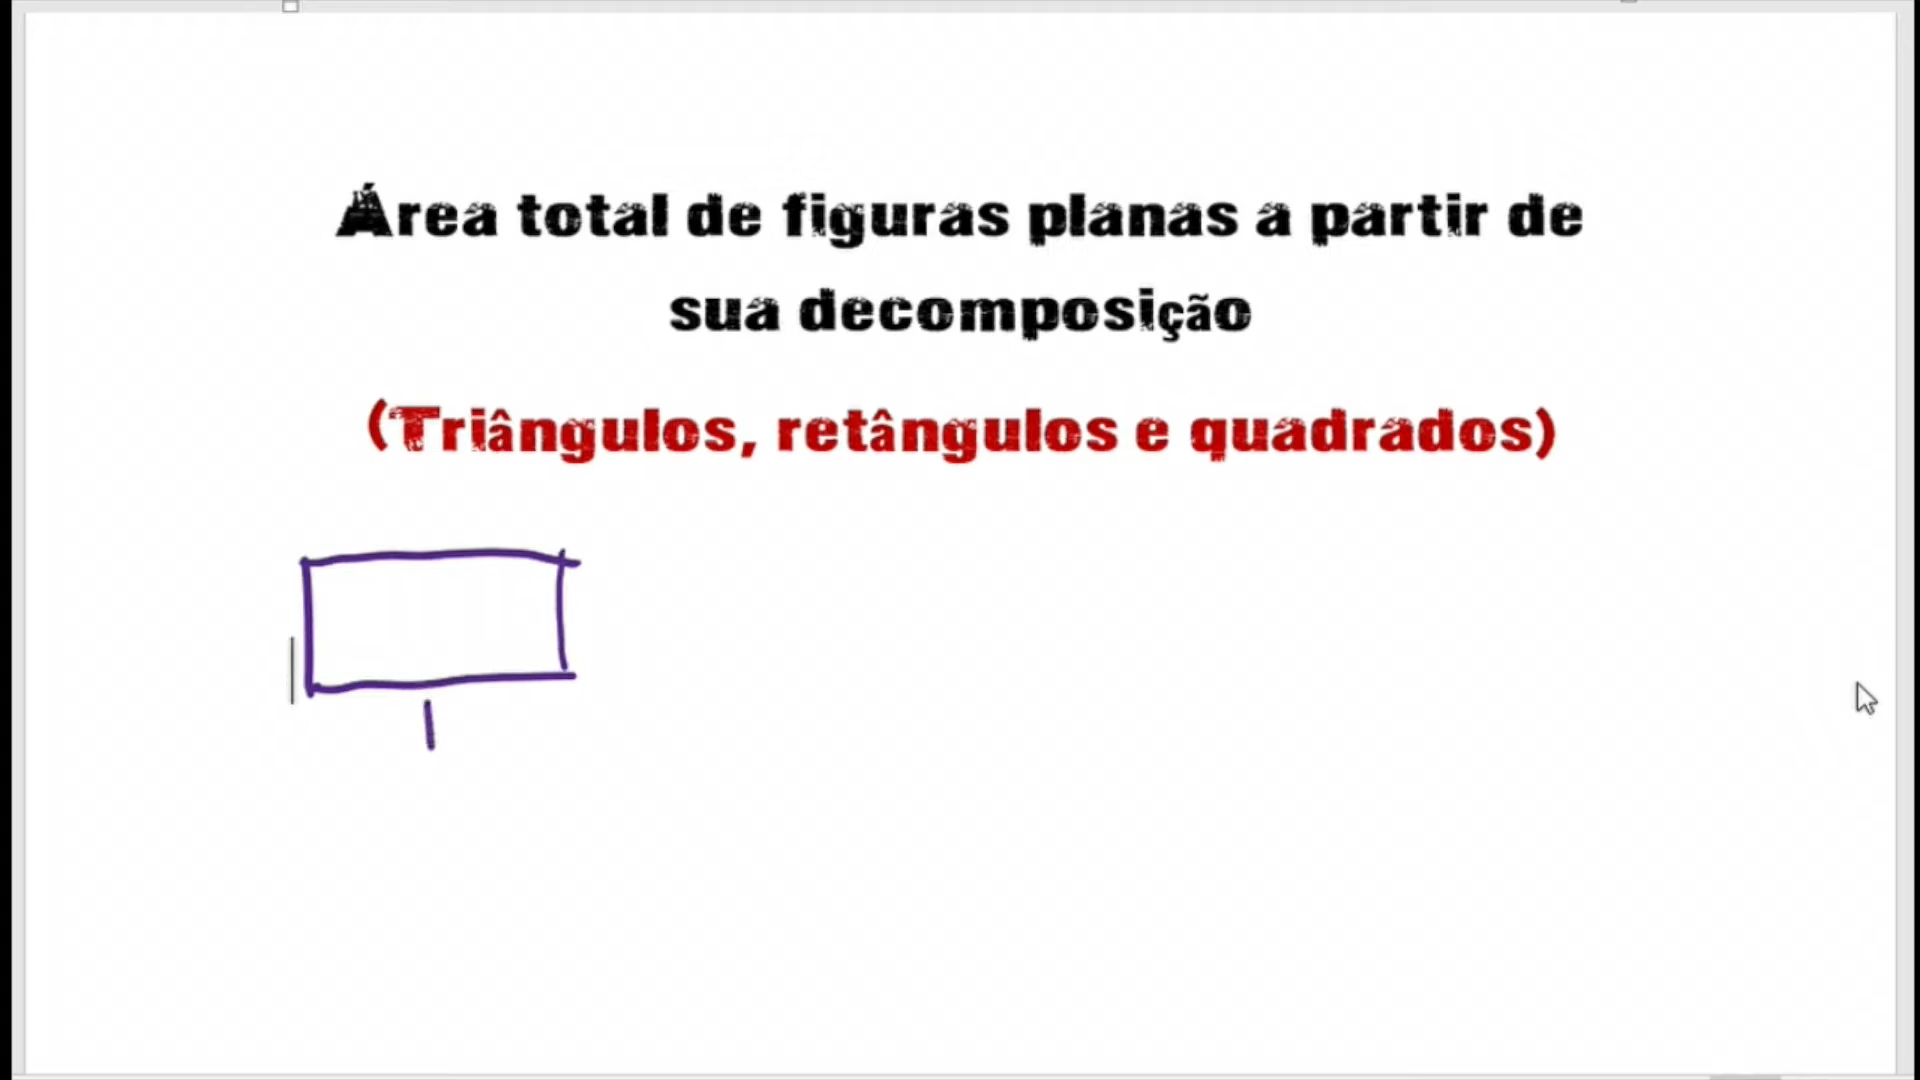 Área total de figuras planas a partir de
sua decomposição
(Triângulos, retângulos e quadrados)